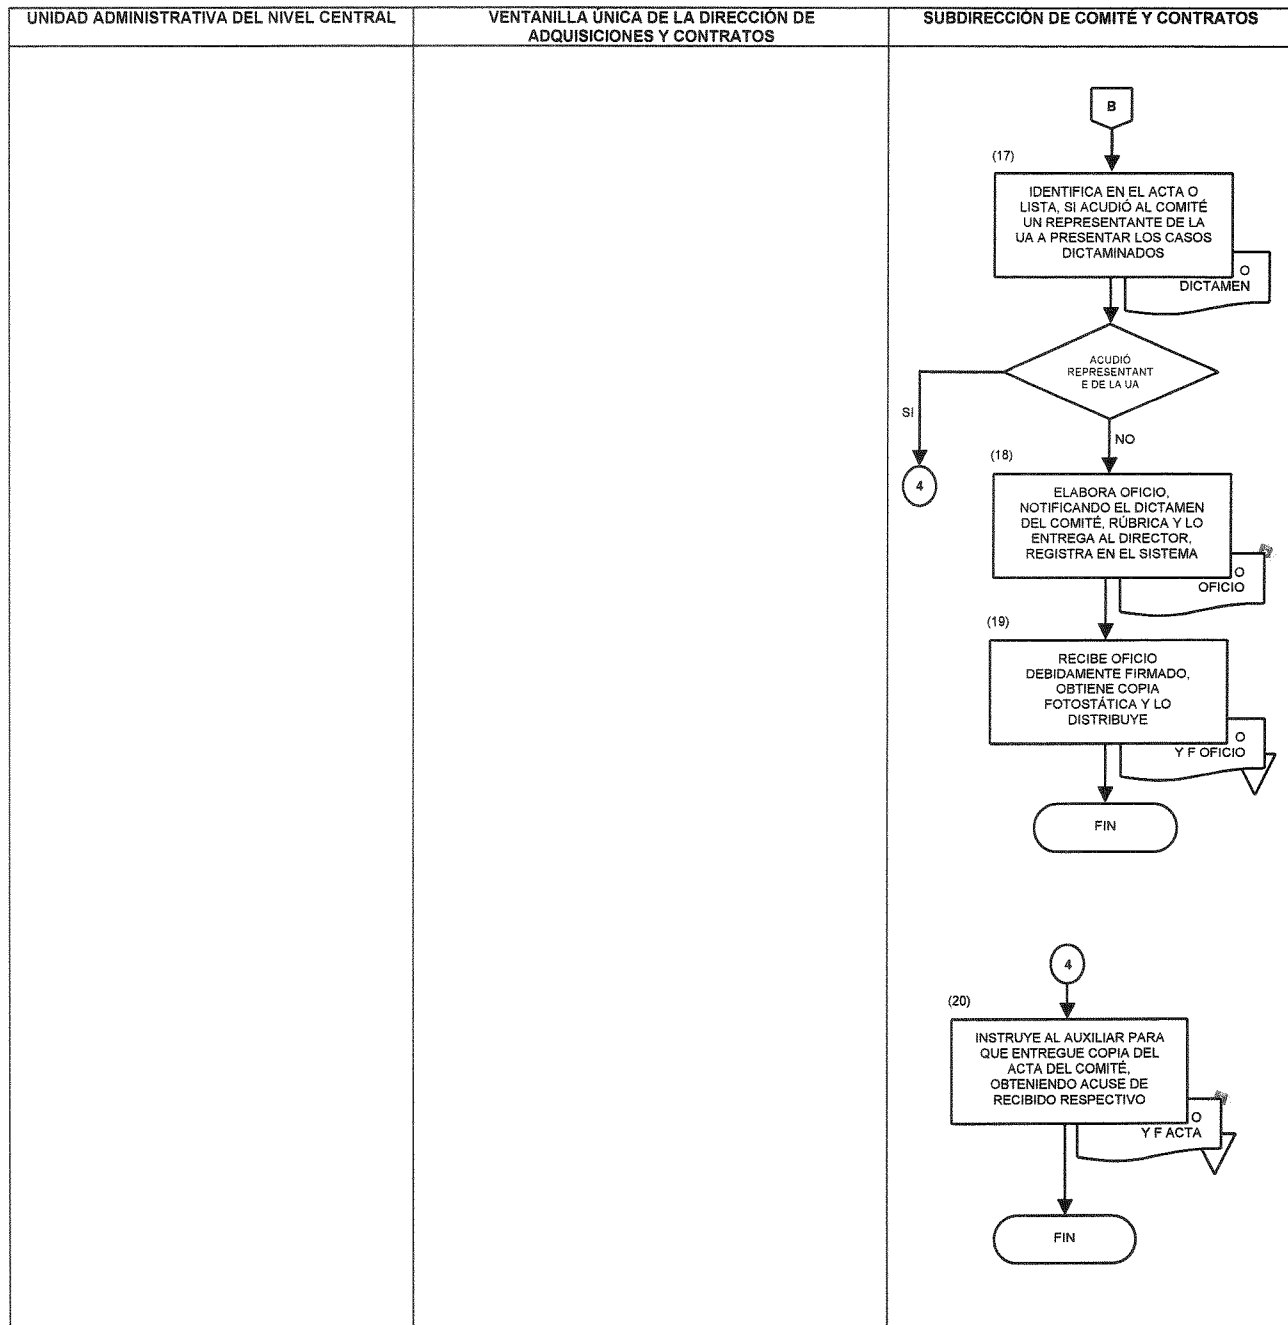 UNIDAD ADMINISTRATIVA DEL NIVEL CENTRAL
VENTANILLA ÚNICA DE LA DIRECCIÓN DE
ADQUISICIONES Y CONTRATOS
SUBDIRECCIÓN DE COMITÉ Y CONTRATOS
B
(17)
IDENTIFICA EN EL ACTA O
LISTA, SI ACUDIÓ AL COMITÉ
UN REPRESENTANTE DE LA
UA A PRESENTAR LOS CASOS
DICTAMINADOS
O
DICTAMEN
ACUDIÓ
REPRESENTANT
E DE LA UA
SI
NO
4
(18)
ELABORA OFICIO,
NOTIFICANDO EL DICTAMEN
DEL COMITÉ, RÚBRICA Y LO
ENTREGA AL DIRECTOR,
REGISTRA EN EL SISTEMA
O
OFICIO
(19)
RECIBE OFICIO
DEBIDAMENTE FIRMADO,
OBTIENE COPIA
FOTOSTÁTICA Y LO
DISTRIBUYE
O
Y F OFICIO
FIN
4
(20)
INSTRUYE AL AUXILIAR PARA
QUE ENTREGUE COPIA DEL
ACTA DEL COMITÉ,
OBTENIENDO ACUSE DE
RECIBIDO RESPECTIVO
O
Y F ACTA
FIN